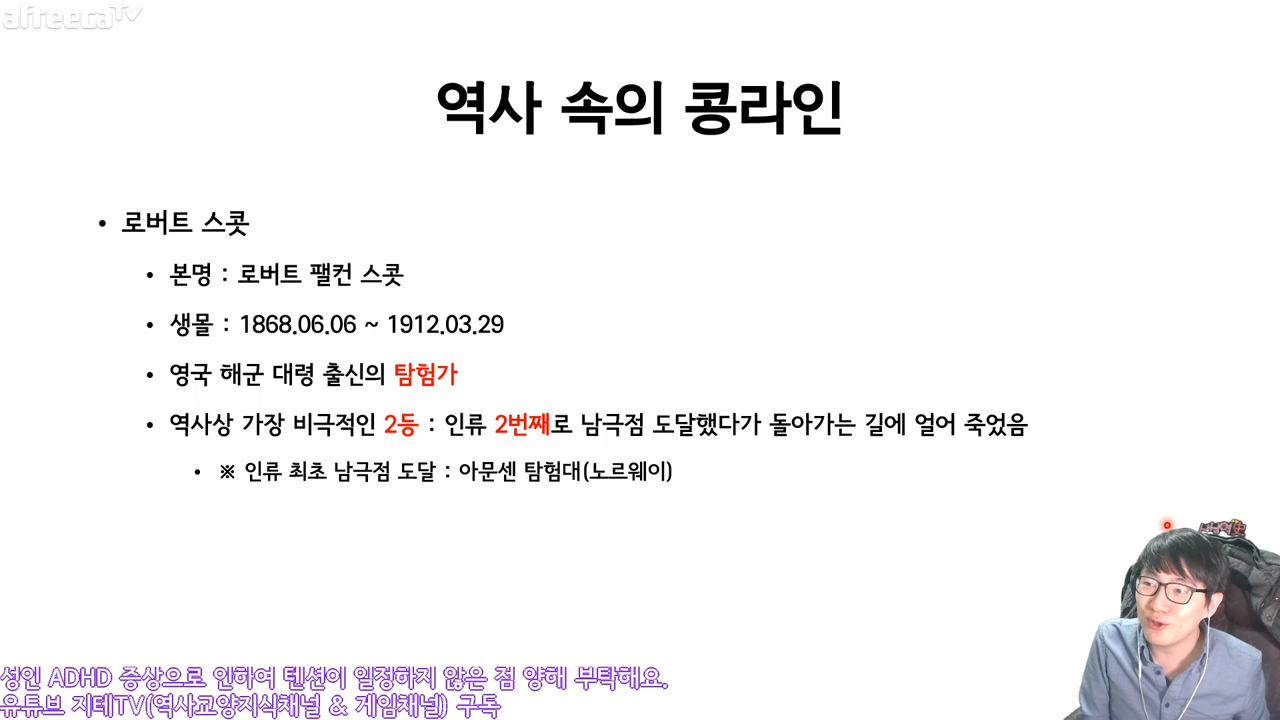 afreecaTV
역사 속의 콩라인
• 로버트 스콧
• 본명 : 로버트 팰컨 스콧
• 생몰 : 1868.06.06 ~ 1912.03.29
• 영국 해군 대령 출신의 탐험가
• 역사상 가장 비극적인 2등 : 인류 2번째로 남극점 도달했다가 돌아가는 길에 얼어 죽었음
• ※ 인류 최초 남극점 도달 : 아문센 탐험대(노르웨이)
성인 ADHD 증상으로 인하여 텐션이 일정하지 않은 점 양해 부탁해요.
유튜브 지테TV(역사교양지식채널 & 게임채널) 구독